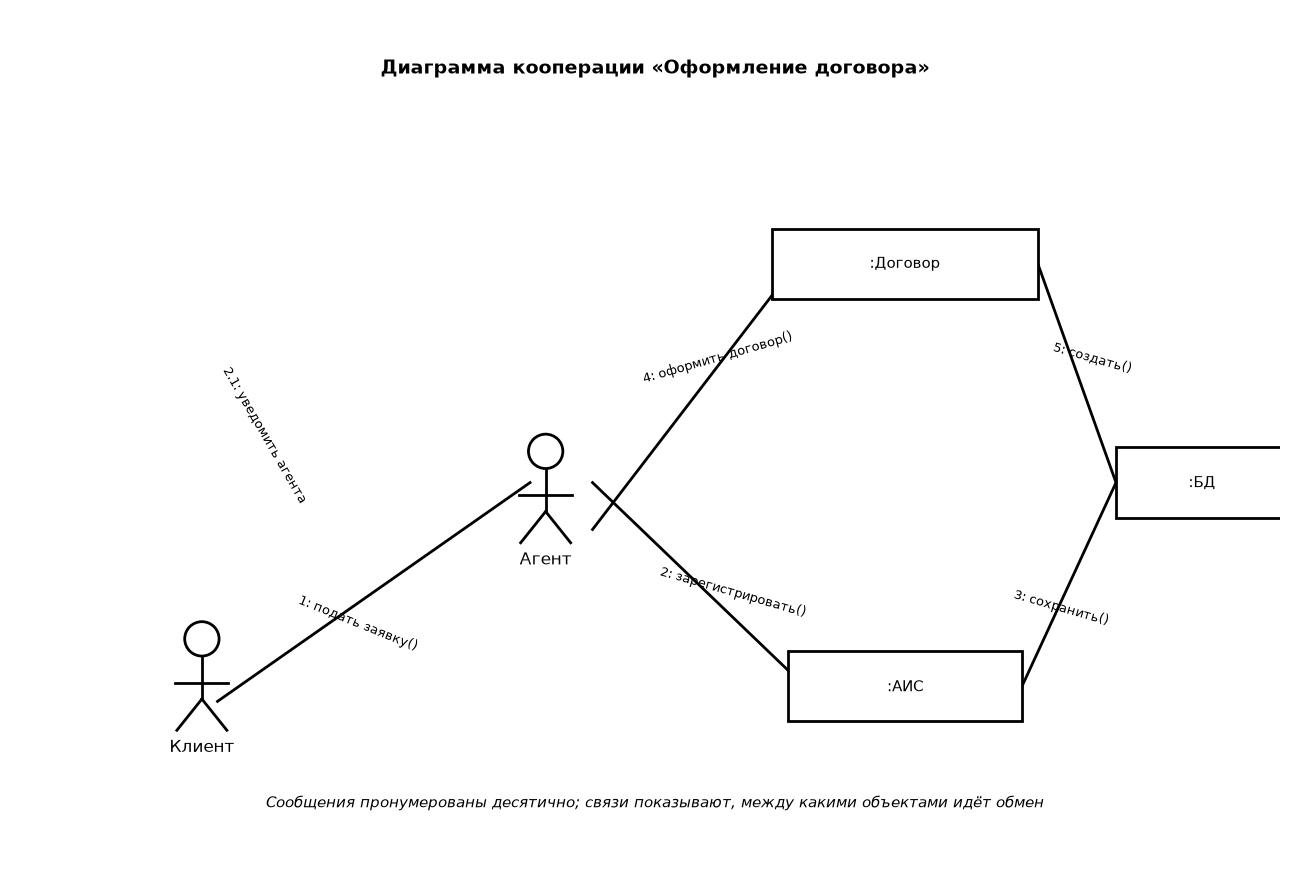 Диаграмма кооперации «Оформление договора»
:Договор
4: оформить договор()
5: создать()
2.1: уведомить агента
:БД
Агент
2: зарегистрировать()
3: сохранить()
1: подать заявку()
:АИС
Клиент
Сообщения пронумерованы десятично; связи показывают, между какими объектами идёт обмен